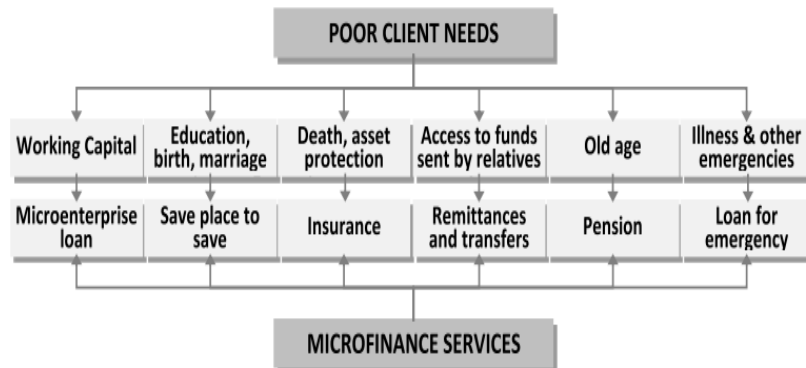 POOR CLIENT NEEDS
Working Capital
Education,
birth, marriage
Death, asset
protection
Access to funds
sent by relatives
Old age
Illness & other
emergencies
Microenterprise
loan
Save place to
save
Insurance
Remittances
and transfers
Pension
Loan for
emergency
MICROFINANCE SERVICES